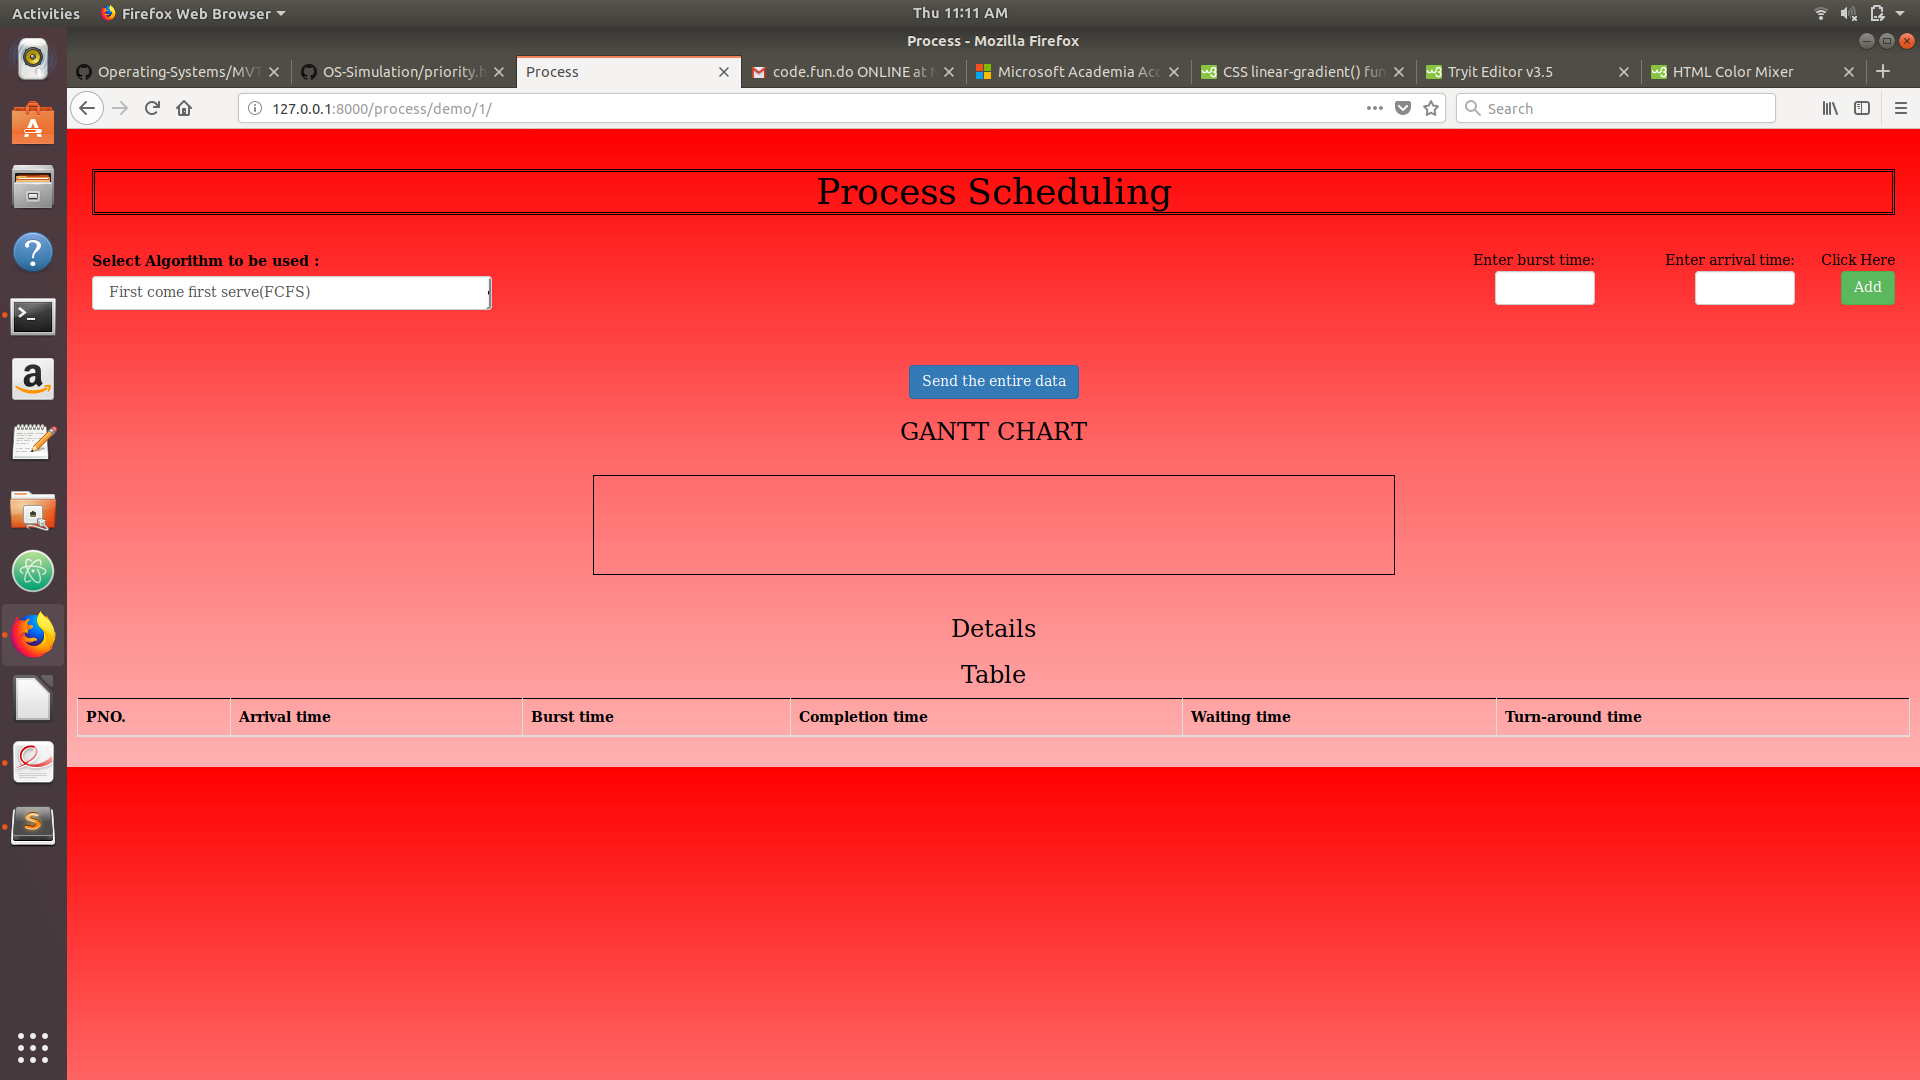 Activities Firefox Web Browser Thu 11:11 AM
Process - Mozilla Firefox
Operating-Systems/MVT OS-Simulation/priority.h Process code.fun.do ONLINE at Microsoft Academia Acc CSS linear-gradient() fun Tryit Editor v3.5 HTML Color Mixer
127.0.0.1:8000/process/demo/1/ Search
Process Scheduling
Select Algorithm to be used :
First come first serve(FCFS)
Enter burst time: Enter arrival time: Click Here
Add
Send the entire data
GANTT CHART
Details
Table
PNO. Arrival time Burst time Completion time Waiting time Turn-around time